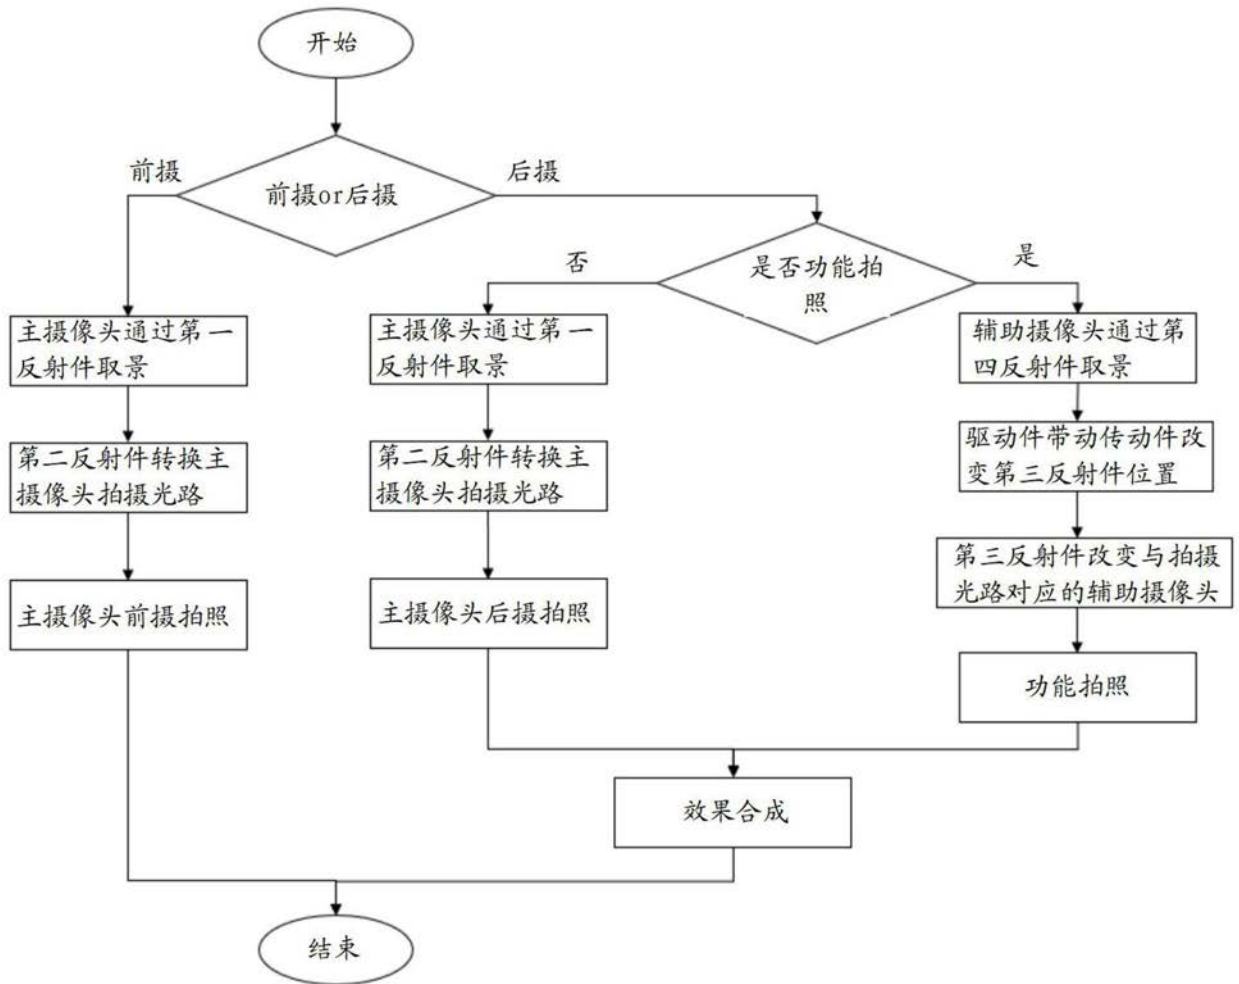 开始
前摄
后摄
前摄or后摄
否
是
是否功能拍
照
主摄像头通过第一
反射件取景
主摄像头通过第一
反射件取景
辅助摄像头通过第
四反射件取景
第二反射件转换主
摄像头拍摄光路
第二反射件转换主
摄像头拍摄光路
驱动件带动传动件改
变第三反射件位置
第三反射件改变与拍摄
光路对应的辅助摄像头
主摄像头前摄拍照
主摄像头后摄拍照
功能拍照
效果合成
结束